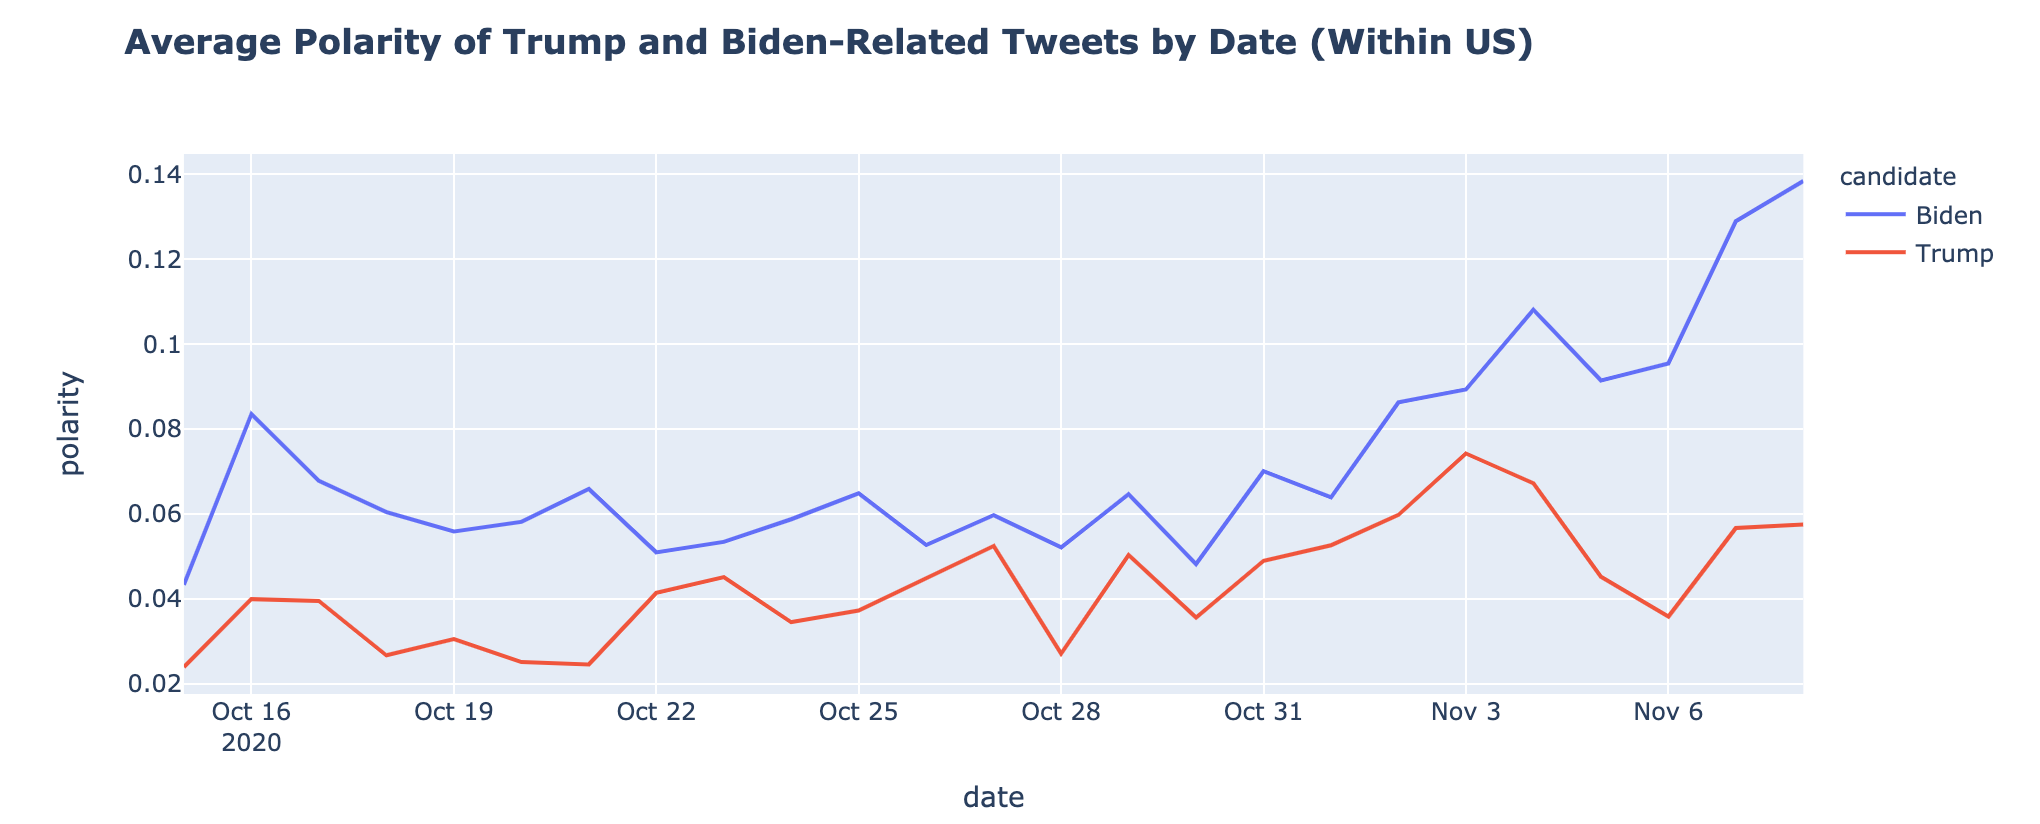 Average Polarity of Trump and Biden-Related Tweets by Date (Within US)
candidate
Biden
Trump
0.14
0.12
0.1
0.08
0.06
0.04
0.02
polarity
Oct 16 Oct 19 Oct 22 Oct 25 Oct 28 Oct 31 Nov 3 Nov 6
2020
date